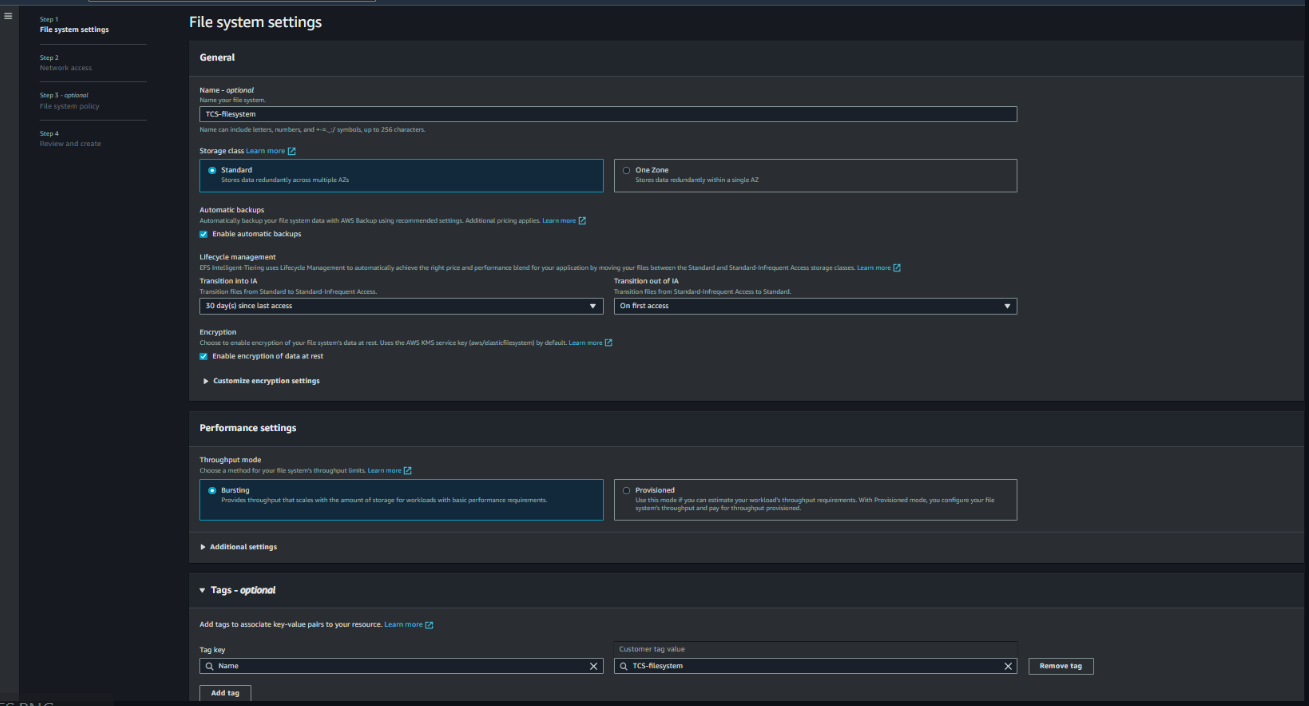 Step 1
File system settings
Step 2
Network access
Step 3 - optional
File system policy
Step 4
Review and create
File system settings
General
Name - optional
Name your file system.
TCS-filesystem
Name can include letters, numbers, and +-=._:/ symbols, up to 256 characters.
Storage class Learn more
Standard
Stores data redundantly across multiple AZs
One Zone
Stores data redundantly within a single AZ
Automatic backups
Automatically backup your file system data with AWS Backup using recommended settings. Additional pricing applies. Learn more
Enable automatic backups
Lifecycle management
EFS Intelligent-Tiering uses Lifecycle Management to automatically achieve the right price and performance blend for your application by moving your files between the Standard and Standard-Infrequent Access storage classes. Learn more
Transition into IA
Transition files from Standard to Standard-Infrequent Access.
30 day(s) since last access
Transition out of IA
Transition files from Standard-Infrequent Access to Standard.
On first access
Encryption
Choose to enable encryption of your file system's data at rest. Uses the AWS KMS service key (aws/elasticfilesystem) by default. Learn more
Enable encryption of data at rest
Customize encryption settings
Performance settings
Throughput mode
Choose a method for your file system's throughput limits. Learn more
Bursting
Provides throughput that scales with the amount of storage for workloads with basic performance requirements.
Provisioned
Use this mode if you can estimate your workload's throughput requirements. With Provisioned mode, you configure your file
system's throughput and pay for throughput provisioned.
Additional settings
Tags - optional
Add tags to associate key-value pairs to your resource. Learn more
Tag key
Customer tag value
Name
TCS-filesystem
Remove tag
Add tag